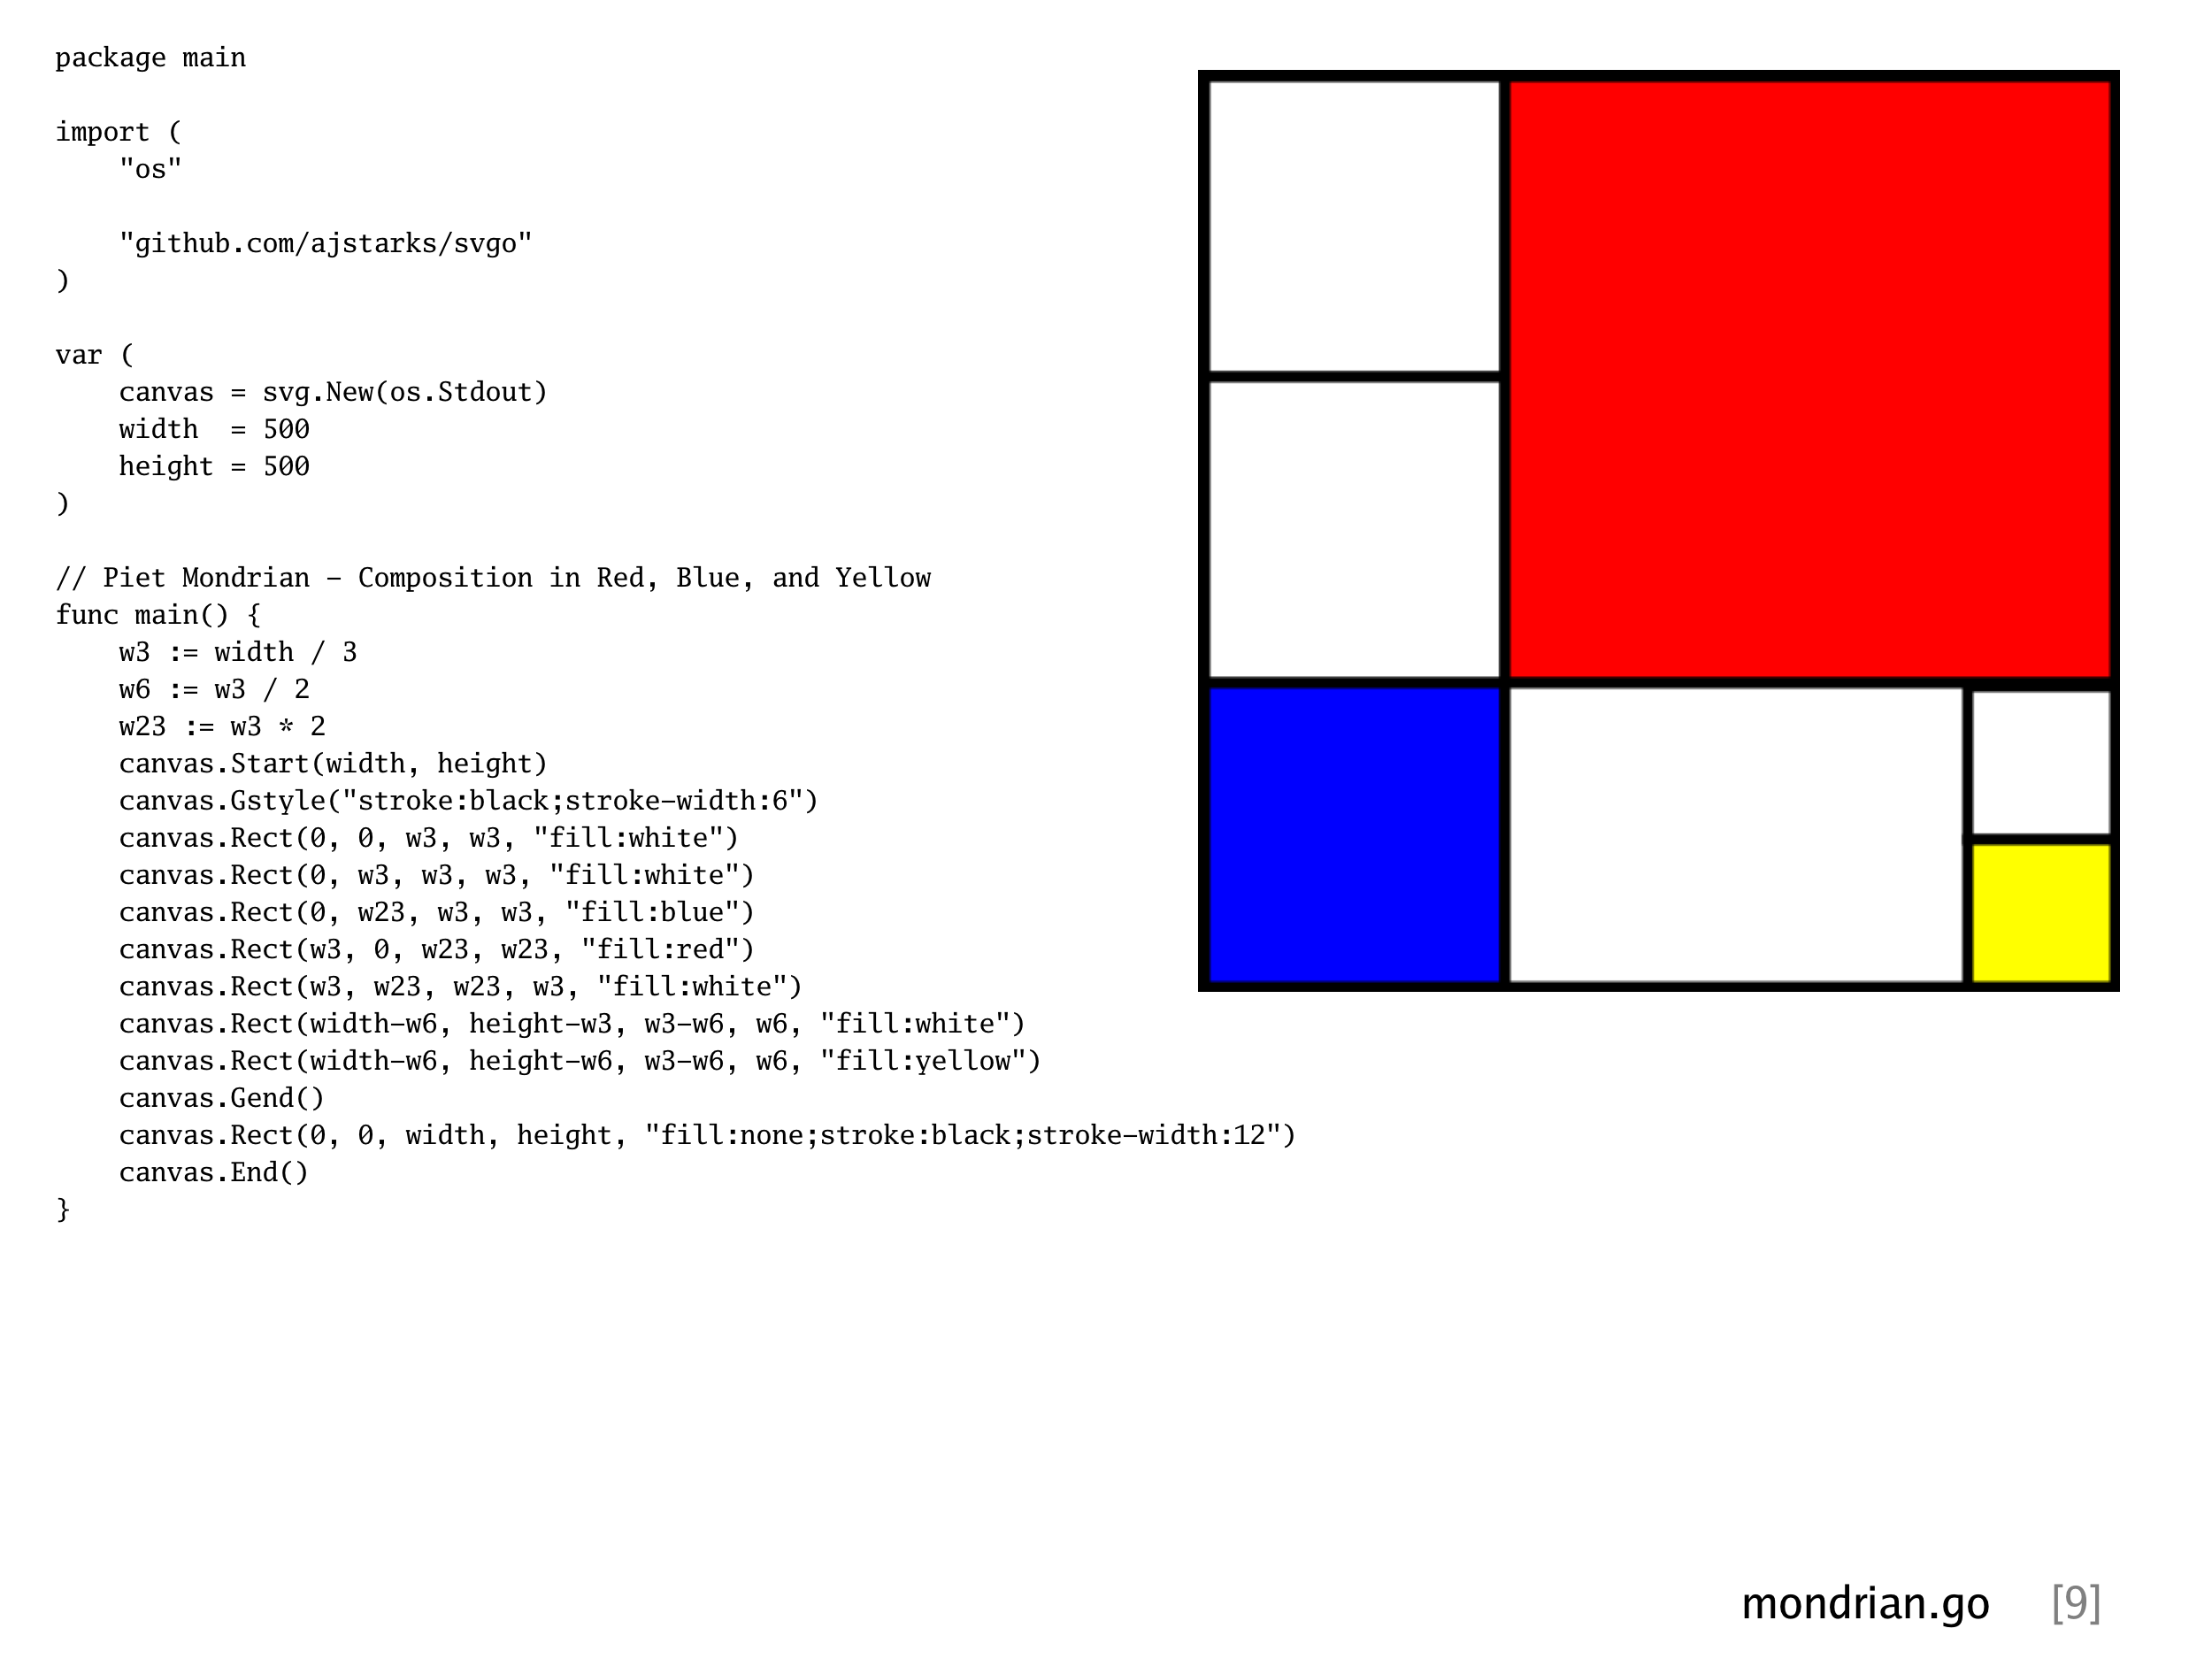 package main

import (
    "os"

    "github.com/ajstarks/svgo"
)

var (
    canvas = svg.New(os.Stdout)
    width  = 500
    height = 500
)

// Piet Mondrian – Composition in Red, Blue, and Yellow
func main() {
    w3 := width / 3
    w6 := w3 / 2
    w23 := w3 * 2
    canvas.Start(width, height)
    canvas.Gstyle("stroke:black;stroke-width:6")
    canvas.Rect(0, 0, w3, w3, "fill:white")
    canvas.Rect(0, w3, w3, w3, "fill:white")
    canvas.Rect(0, w23, w3, w3, "fill:blue")
    canvas.Rect(w3, 0, w23, w23, "fill:red")
    canvas.Rect(w3, w23, w23, w3, "fill:white")
    canvas.Rect(width-w6, height-w3, w3-w6, w6, "fill:white")
    canvas.Rect(width-w6, height-w6, w3-w6, w6, "fill:yellow")
    canvas.Gend()
    canvas.Rect(0, 0, width, height, "fill:none;stroke:black;stroke-width:12")
    canvas.End()
}
mondrian.go [9]